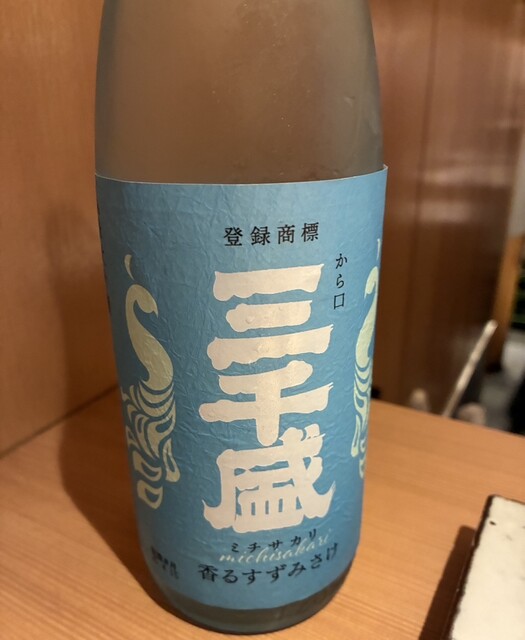 登録商標
から口
三千盛
ミチサカリ
michisakari
香るすずみさけ